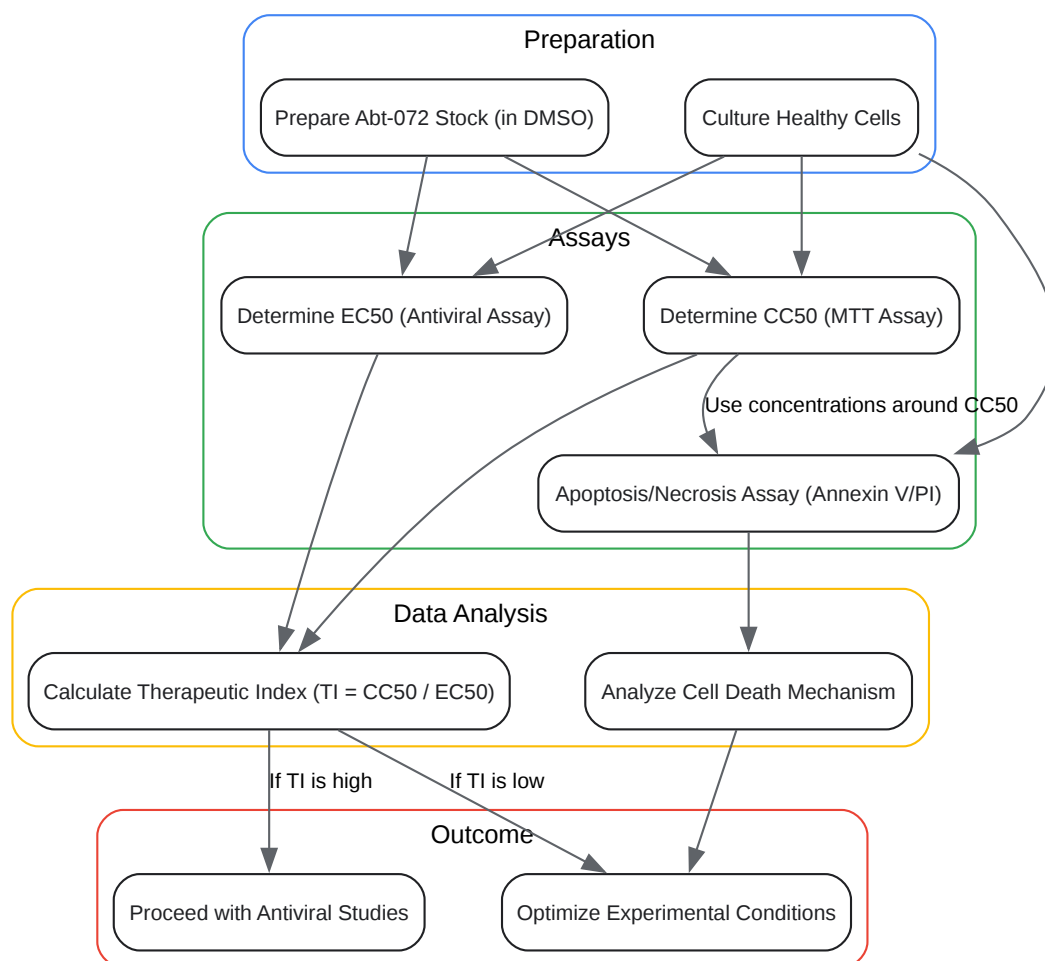 Preparation
Prepare Abt-072 Stock (in DMSO)
Culture Healthy Cells
Assays
Determine EC50 (Antiviral Assay)
Determine CC50 (MTT Assay)
Use concentrations around CC50
Apoptosis/Necrosis Assay (Annexin V/PI)
Data Analysis
Calculate Therapeutic Index (TI = CC50 / EC50)
Analyze Cell Death Mechanism
If TI is high
If TI is low
Outcome
Proceed with Antiviral Studies
Optimize Experimental Conditions